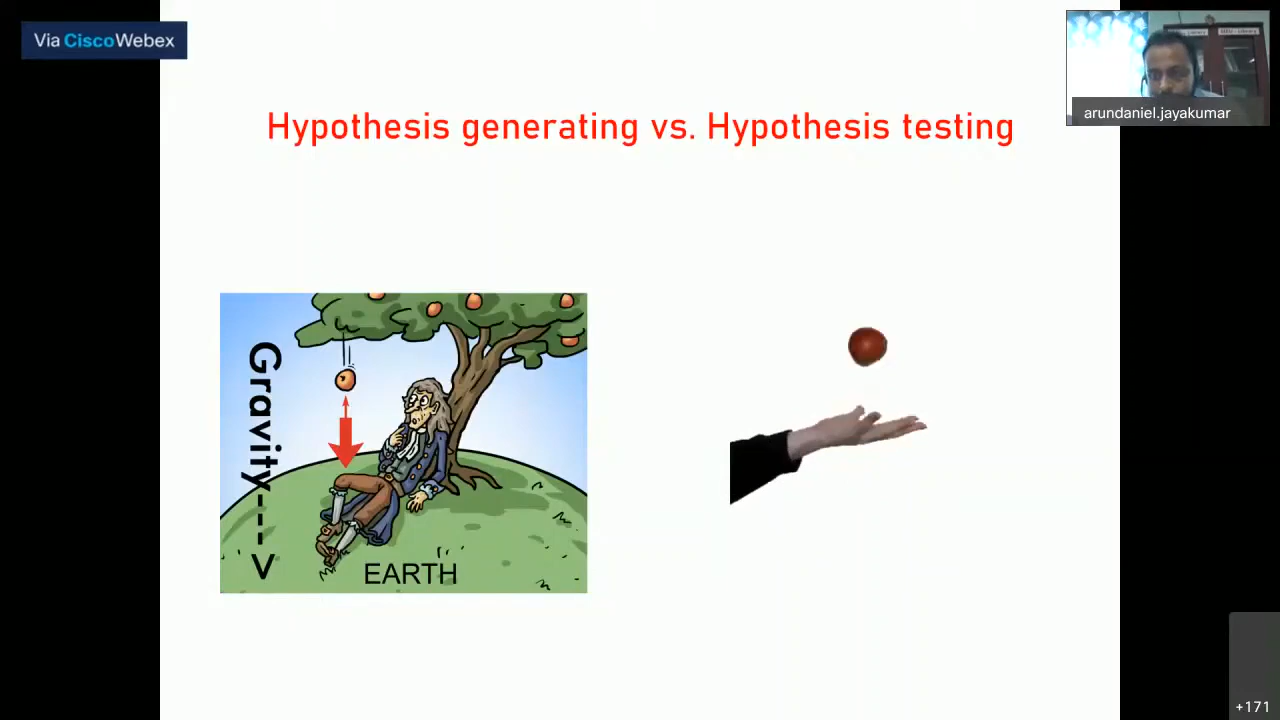 Via CiscoWebex
arundaniel.jayakumar
Hypothesis generating vs. Hypothesis testing
Gravity--->
EARTH
+171